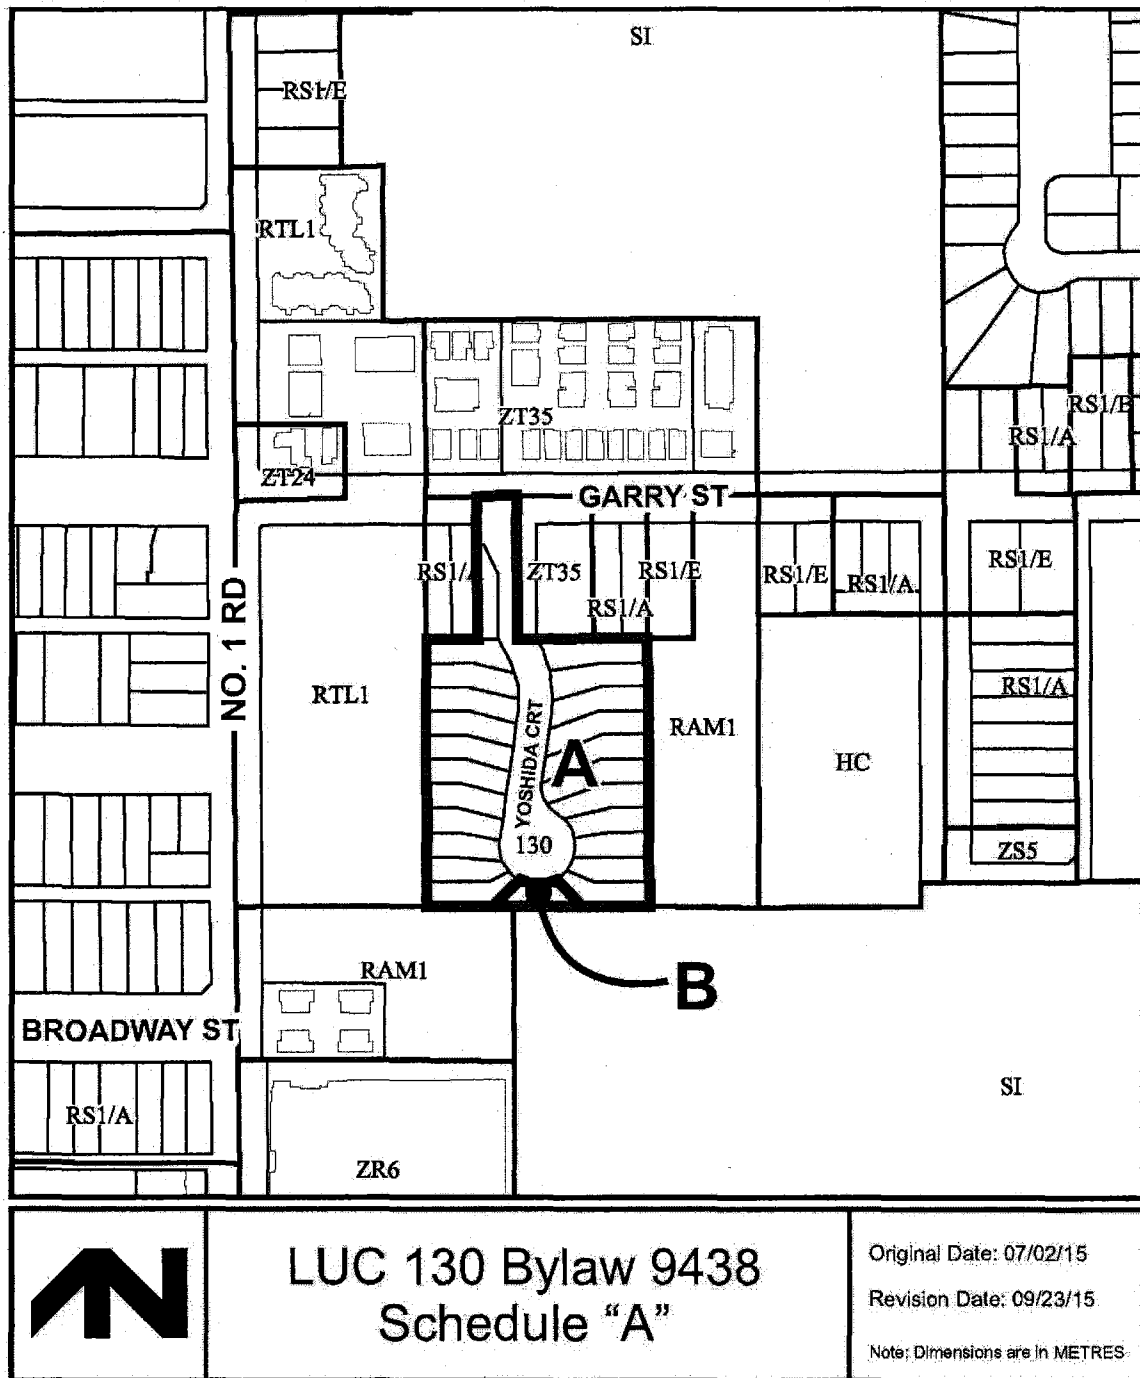 SI
RS1/E
RTL1
RS1/E
ZT35
RS1/A
ZT24
GARRY ST
RS1/A
ZT35
RS1/E
RS1/E
RS1/A
RS1/E
RS1/A
NO. 1 RD
RTL1
YOSHIDA CRT
A
RAM1
RS1/A
HC
130
ZS5
RAM1
B
BROADWAY ST
SI
RS1/A
ZR6
N
LUC 130 Bylaw 9438
Schedule “A”
Original Date: 07/02/15
Revision Date: 09/23/15
Note: Dimensions are in METRES